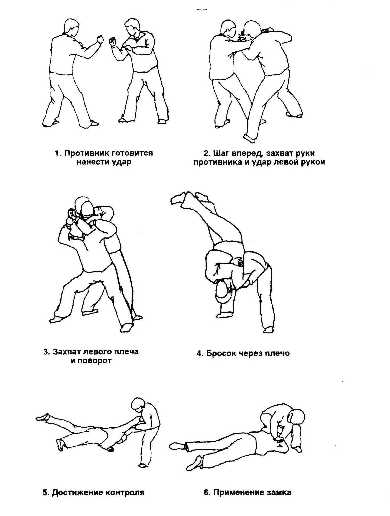 1. Противник готовится
нанести удар
2. Шаг вперед, захват руки
противника и удар левой рукой
3. Захват левого плеча
и поворот
4. Бросок через плечо
5. Достижение контроля
6. Применение замка